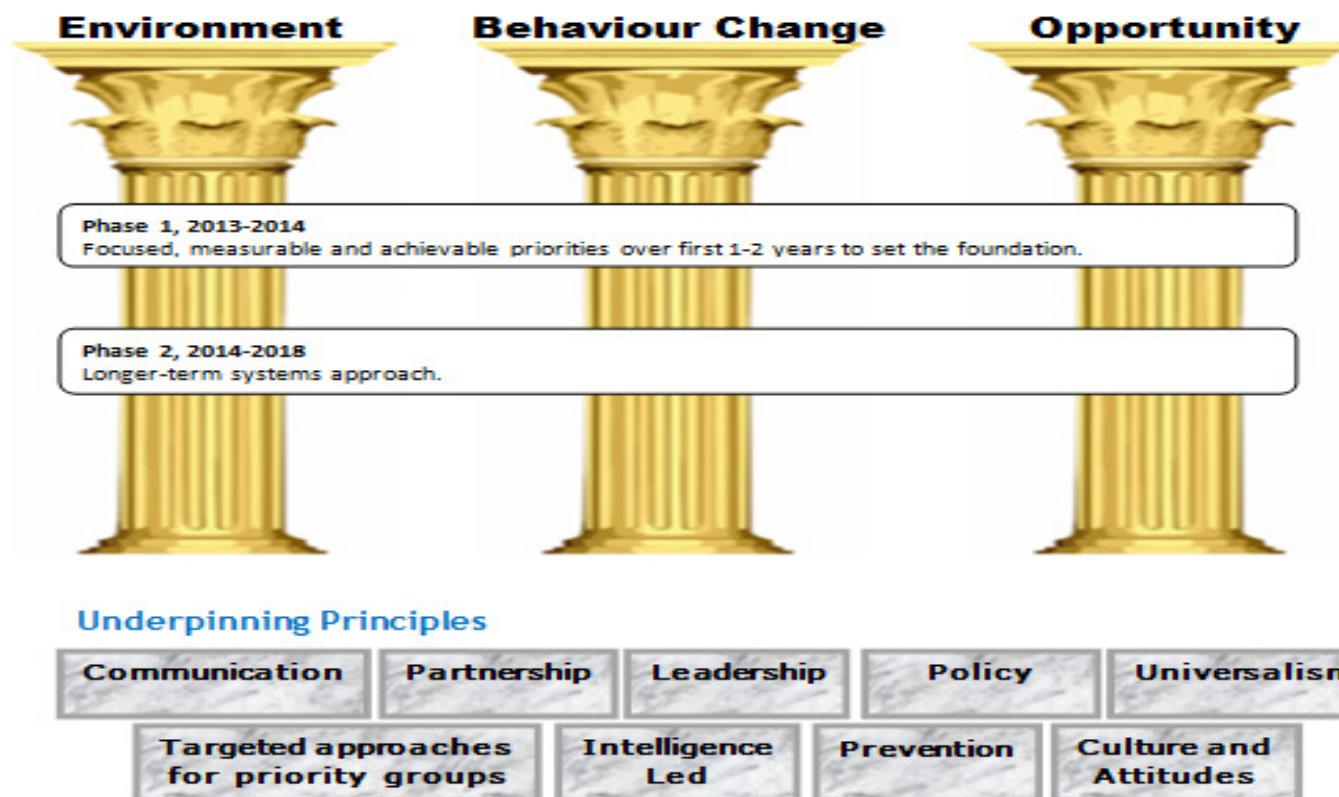 Environment Behaviour Change Opportunity
Phase 1, 2013-2014
Focused, measurable and achievable priorities over first 1-2 years to set the foundation.
Phase 2, 2014-2018
Longer-term systems approach.
Underpinning Principles
Communication Partnership Leadership Policy Universalism
Targeted approaches
for priority groups
Intelligence
Led
Prevention
Culture and
Attitudes